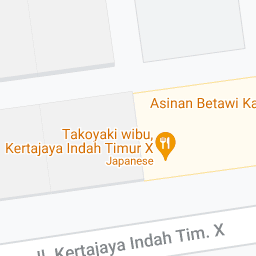 Asinan Betawi Ka
Takoyaki wibu,
Kertajaya Indah Timur X
Japanese
Jl. Kertajaya Indah Tim. X